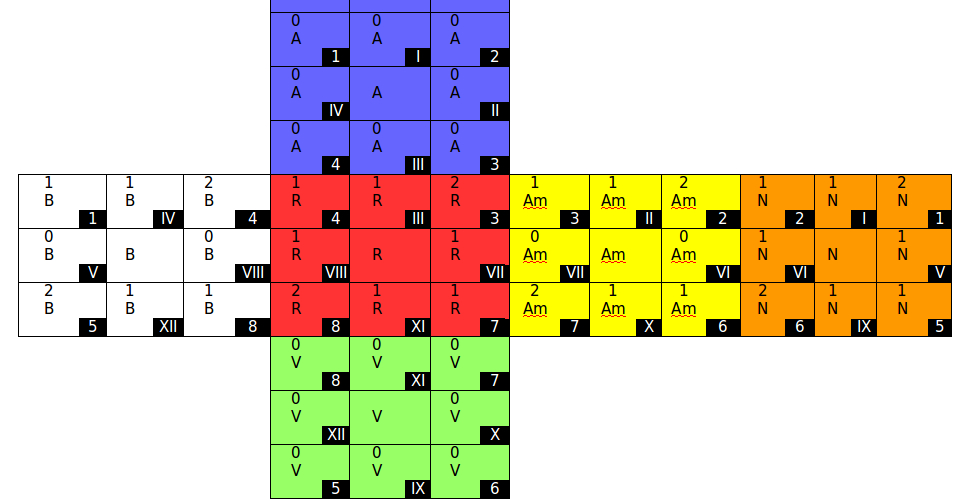 0 0 0
A A A
1 I 2
0 0
A A A
IV II
0 0 0
A A A
4 III 3
1 1 2 1 1 2 1 1 2 1 1 2
B B B R R R Am Am Am N N N
1 IV 4 4 III 3 3 II 2 2 I 1
0 0 1 1 0 0 1 1
B B B R R R Am Am Am N N N
V VIII VIII VII VII VI VI V
2 1 1 2 1 1 2 1 1 2 1 1
B B B R R R Am Am Am N N N
5 XII 8 8 XI 7 7 X 6 6 IX 5
0 0 0
V V V
8 XI 7
0 0
V V V
XII X
0 0 0
V V V
5 IX 6